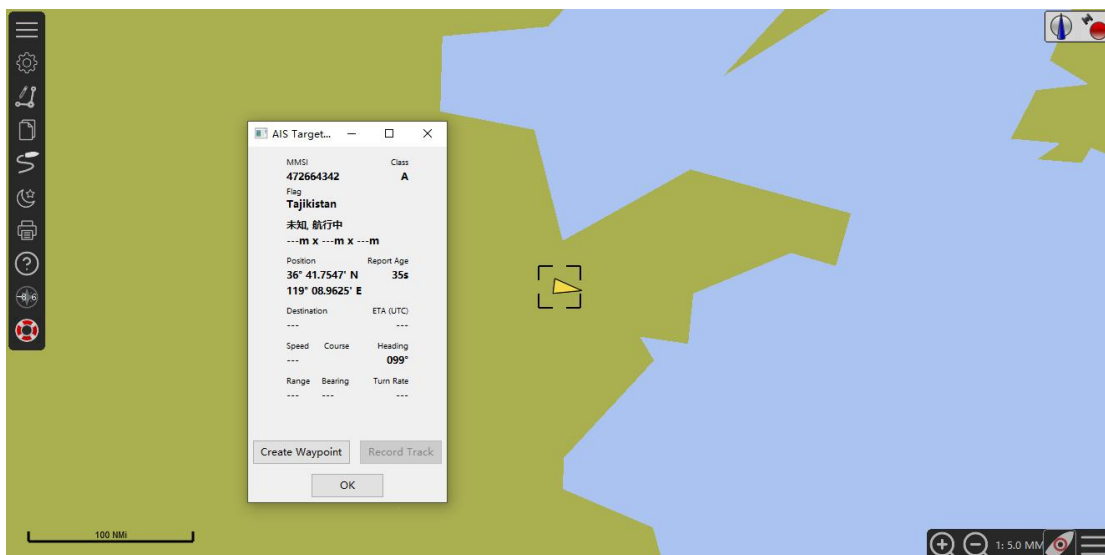 AIS Target...
MMSI Class
472664342 A
Flag
Tajikistan
未知, 航行中
---m x ---m x ---m
Position Report Age
36° 41.7547' N 35s
119° 08.9625' E
Destination ETA (UTC)
--- ---
Speed Course Heading
--- 099°
Range Bearing Turn Rate
--- --- ---
Create Waypoint Record Track
OK
100 NMi
1: 5.0 MM